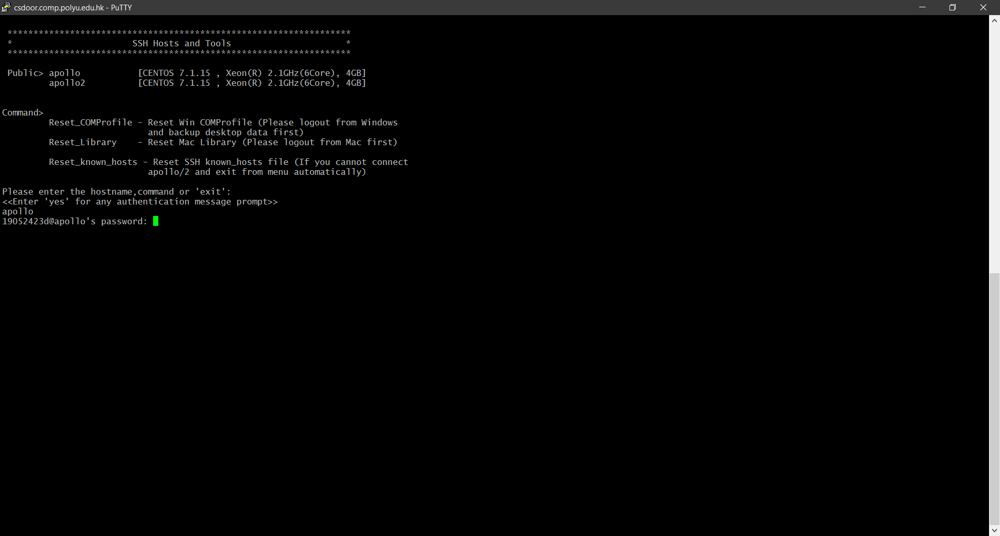 csdoor.comp.polyu.edu.hk - PuTTY
******************************************************************
* SSH Hosts and Tools *
******************************************************************
Public> apollo [CENTOS 7.1.15 , Xeon(R) 2.1GHz(6Core), 4GB]
apollo2 [CENTOS 7.1.15 , Xeon(R) 2.1GHz(6Core), 4GB]
Command>
Reset_COMProfile - Reset Win COMProfile (Please logout from Windows
and backup desktop data first)
Reset_Library - Reset Mac Library (Please logout from Mac first)
Reset_known_hosts - Reset SSH known_hosts file (If you cannot connect
apollo/2 and exit from menu automatically)
Please enter the hostname,command or 'exit':
<<Enter 'yes' for any authentication message prompt>>
apollo
19052423d@apollo's password: